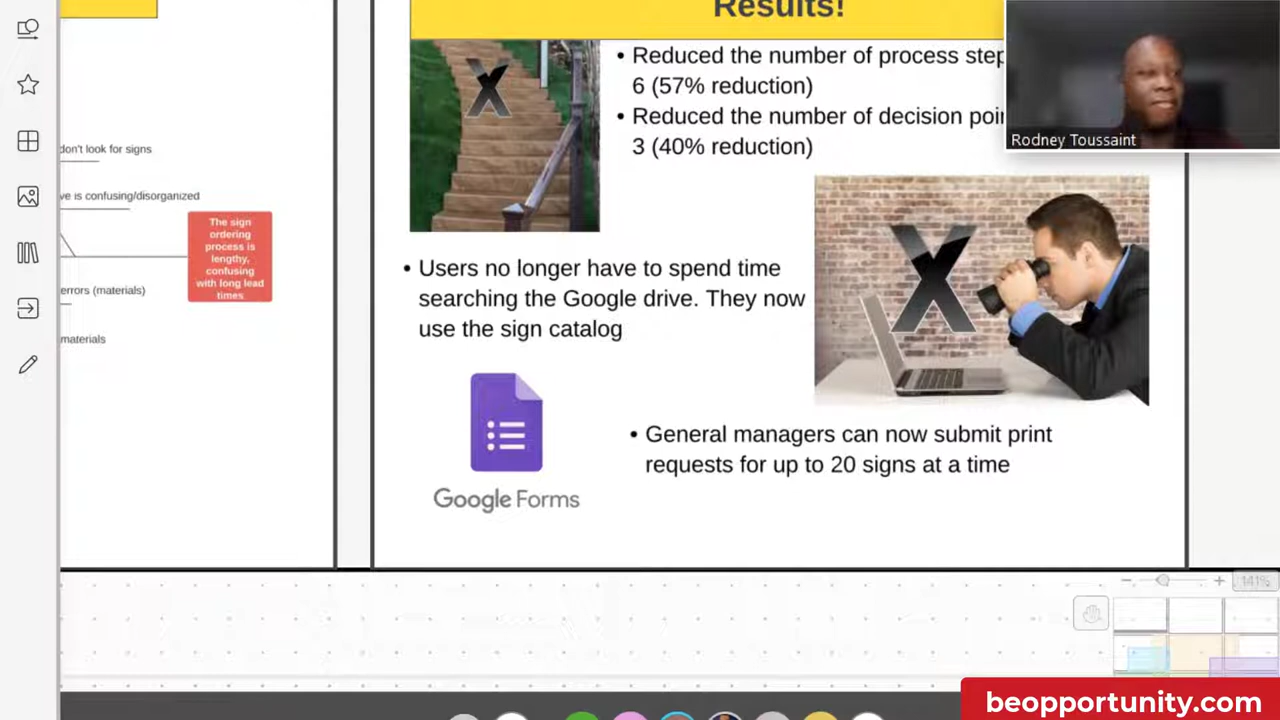 Results!
• Reduced the number of process step
6 (57% reduction)
• Reduced the number of decision poi
3 (40% reduction)
Rodney Toussaint
don't look for signs
ve is confusing/disorganized
The sign
ordering
process is
lengthy,
confusing
with long lead
times
errors (materials)
materials
• Users no longer have to spend time
searching the Google drive. They now
use the sign catalog
X
X
Google Forms
• General managers can now submit print
requests for up to 20 signs at a time
141%
beopportunity.com